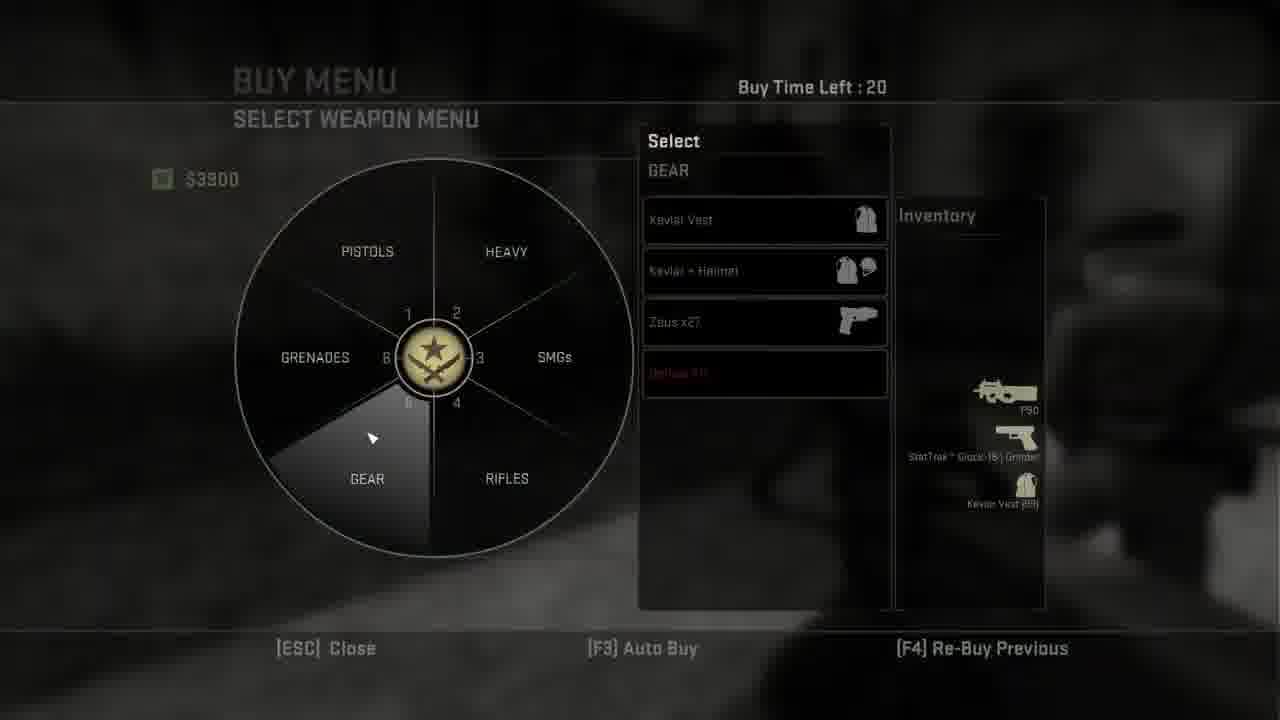 BUY MENU
Buy Time Left : 20
SELECT WEAPON MENU
Select
GEAR
$3900
Kevlar Vest
Inventory
PISTOLS
HEAVY
Kevlar + Helmet
1
2
Zeus x27
GRENADES
6
3
SMGs
5
4
P90
StatTrak™ Glock-18 | Grinder
GEAR
RIFLES
Kevlar Vest
[ESC] Close
[F3] Auto Buy
[F4] Re-Buy Previous